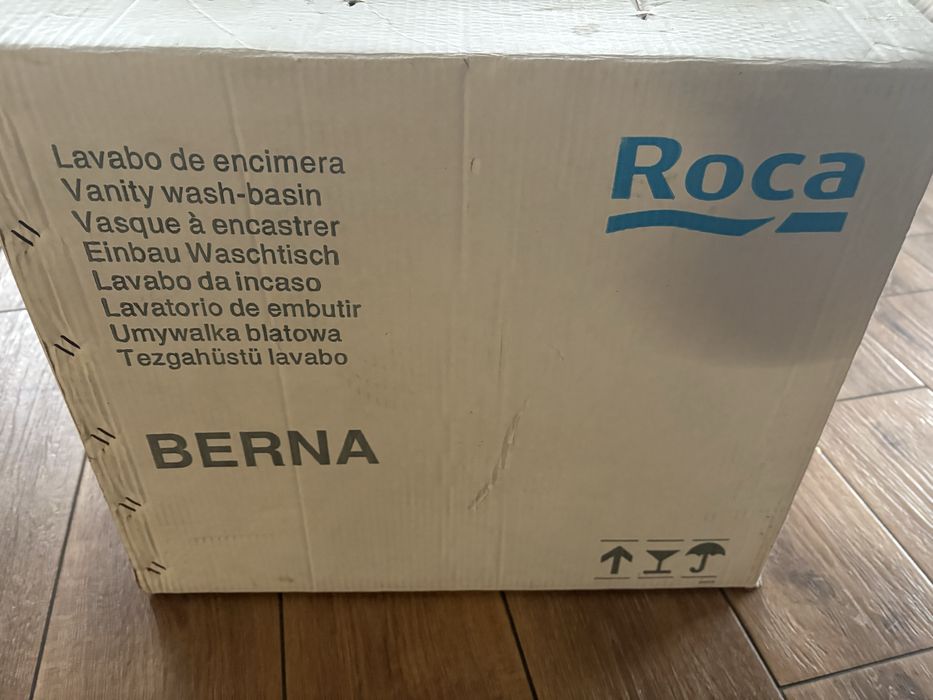 Lavabo de encimera
Vanity wash-basin
Vasque à encastrer
Einbau Waschtisch
Lavabo da incaso
Lavatorio de embutir
Umywalka blatowa
Tezgahüstü lavabo
BERNA
Roca